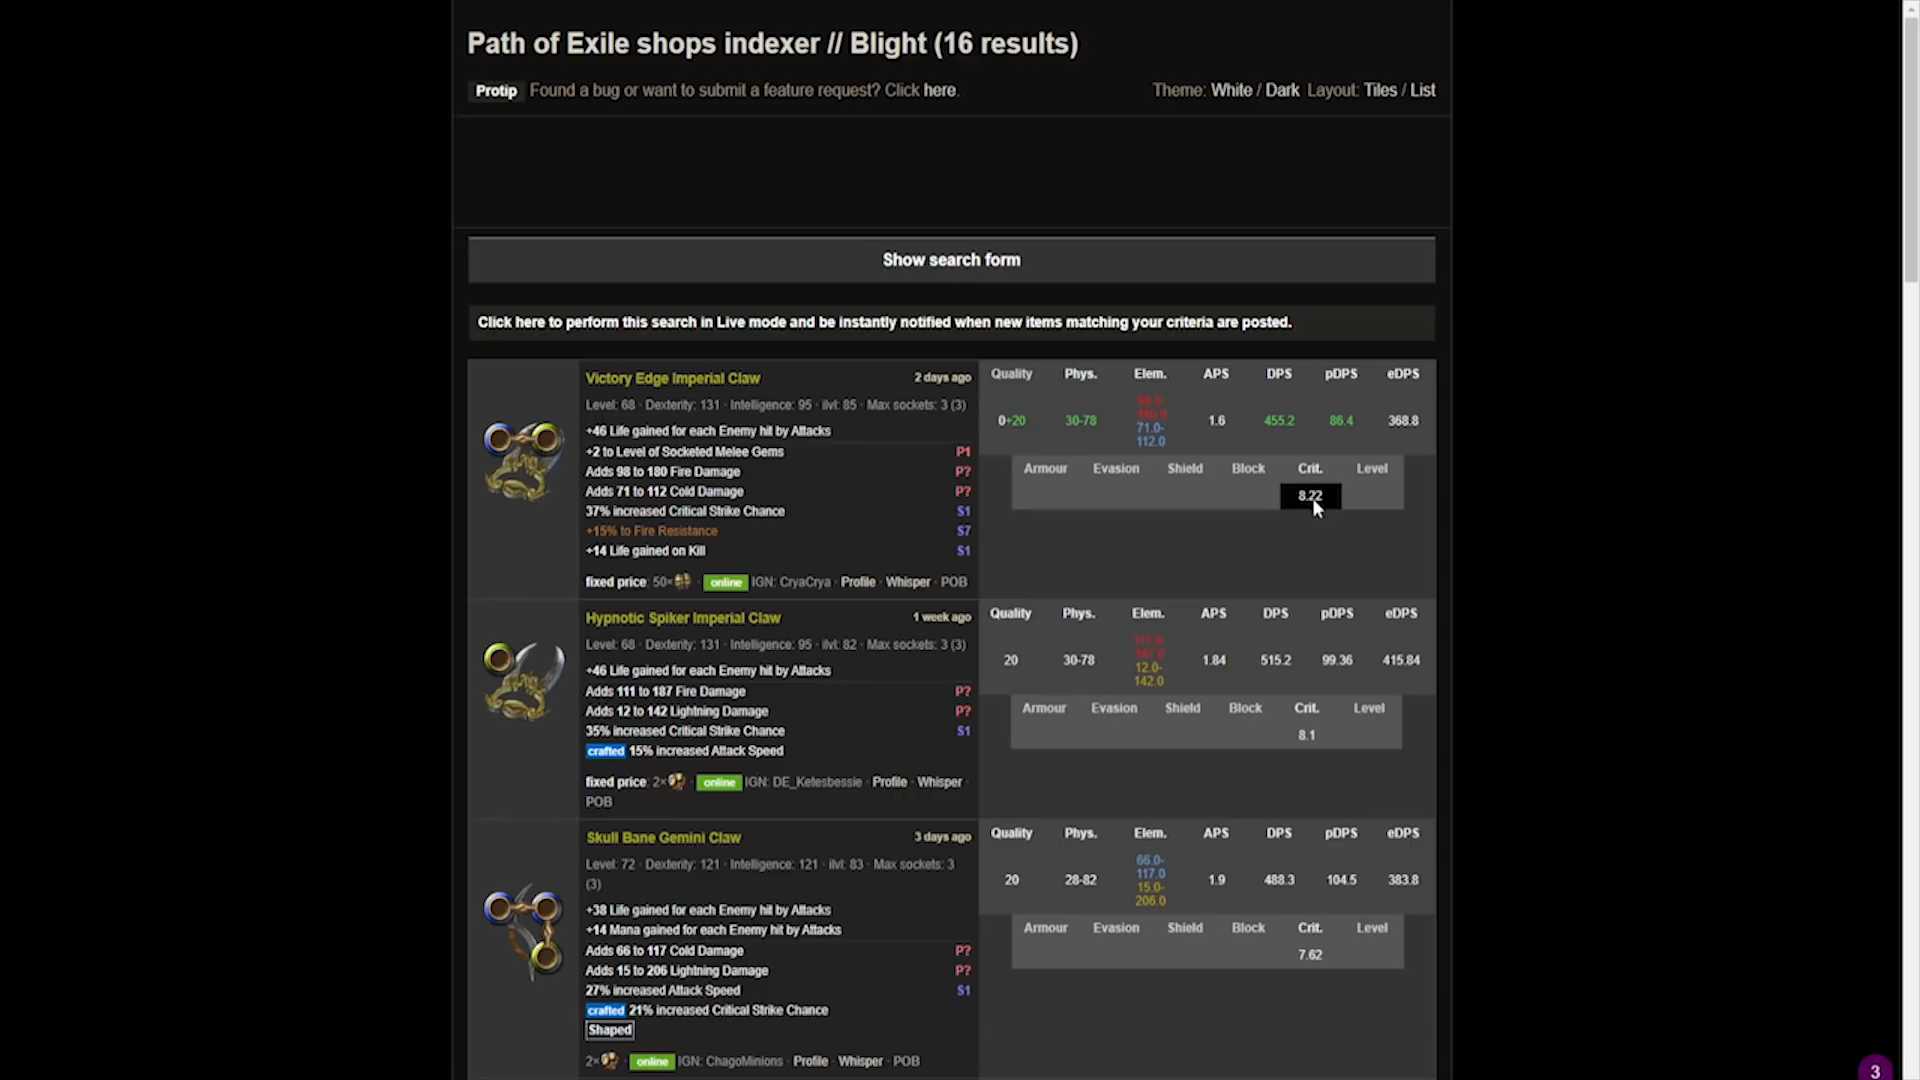 Path of Exile shops indexer // Blight (16 results)
Protip Found a bug or want to submit a feature request? Click here.
Theme: White / Dark Layout: Tiles / List
Show search form
Click here to perform this search in Live mode and be instantly notified when new items matching your criteria are posted.
Victory Edge Imperial Claw 2 days ago
Level: 68 · Dexterity: 131 · Intelligence: 95 · ilvl: 85 · Max sockets: 3 (3)
+46 Life gained for each Enemy hit by Attacks
+2 to Level of Socketed Melee Gems P1
Adds 98 to 180 Fire Damage P?
Adds 71 to 112 Cold Damage P?
37% increased Critical Strike Chance S1
+15% to Fire Resistance S7
+14 Life gained on Kill S1
fixed price 50× · online IGN: CryaCrya · Profile · Whisper · POB
Quality Phys. Elem. APS DPS pDPS eDPS
0+20 30-78 98.0-180.0 71.0-112.0 1.6 455.2 86.4 368.8
Armour Evasion Shield Block Crit. Level
8.22
Hypnotic Spiker Imperial Claw 1 week ago
Level: 68 · Dexterity: 131 · Intelligence: 95 · ilvl: 82 · Max sockets: 3 (3)
+46 Life gained for each Enemy hit by Attacks
Adds 111 to 187 Fire Damage P?
Adds 12 to 142 Lightning Damage P?
35% increased Critical Strike Chance S1
crafted 15% increased Attack Speed
fixed price 2× · online IGN: DE_Ketesbessie · Profile · Whisper ·
POB
Quality Phys. Elem. APS DPS pDPS eDPS
20 30-78 111.0-187.0 12.0-142.0 1.84 515.2 99.36 415.84
Armour Evasion Shield Block Crit. Level
8.1
Skull Bane Gemini Claw 3 days ago
Level: 72 · Dexterity: 121 · Intelligence: 121 · ilvl: 83 · Max sockets: 3
(3)
+38 Life gained for each Enemy hit by Attacks
+14 Mana gained for each Enemy hit by Attacks
Adds 66 to 117 Cold Damage P?
Adds 15 to 206 Lightning Damage P?
27% increased Attack Speed S1
crafted 21% increased Critical Strike Chance
Shaped
2× · online IGN: ChagoMinions · Profile · Whisper · POB
Quality Phys. Elem. APS DPS pDPS eDPS
20 28-82 66.0-117.0 15.0-206.0 1.9 488.3 104.5 383.8
Armour Evasion Shield Block Crit. Level
7.62
3